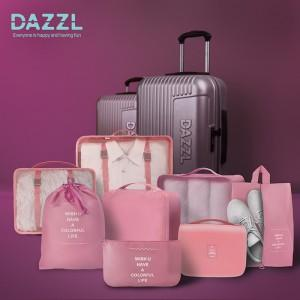 DAZZL
Everyone is happy and having fun
DAZZL
DAZZL
WISH U
HAVE
A
COLORFUL
LIFE
WISH U
HAVE
A
COLORFUL
LIFE